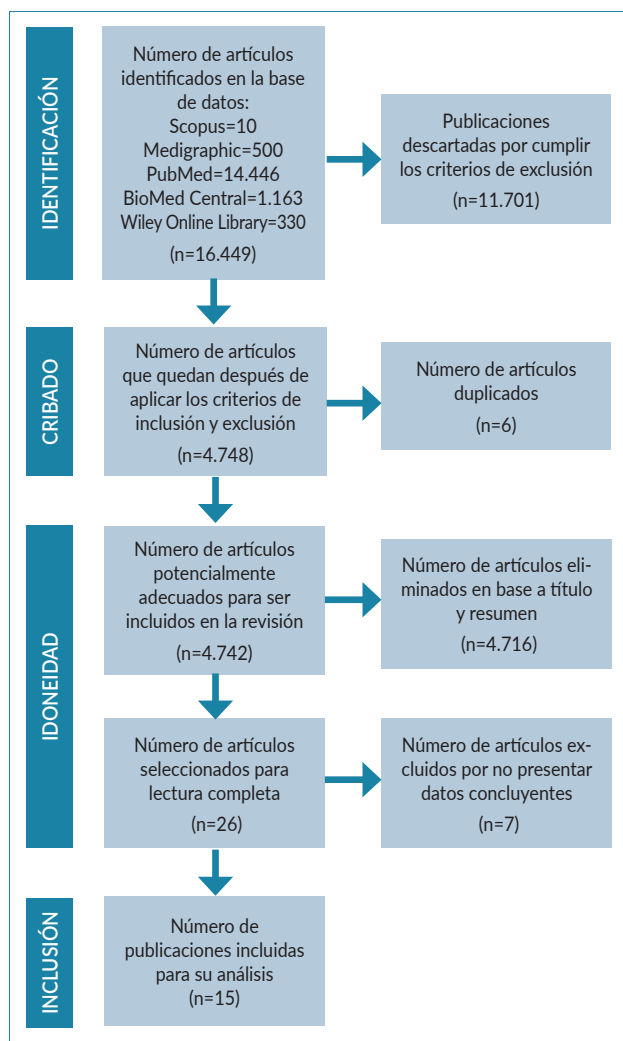 IDENTIFICACIÓN
Número de artículos
identificados en la base
de datos:
Scopus=10
Medigraphic=500
PubMed=14.446
BioMed Central=1.163
Wiley Online Library=330
(n=16.449)
Publicaciones
descartadas por cumplir
los criterios de exclusión
(n=11.701)
CRIBADO
Número de artículos
que quedan después de
aplicar los criterios de
inclusión y exclusión
(n=4.748)
Número de artículos
duplicados
(n=6)
IDONEIDAD
Número de artículos
potencialmente
adecuados para ser
incluidos en la revisión
(n=4.742)
Número de artículos eli-
minados en base a título
y resumen
(n=4.716)
Número de artículos
seleccionados para
lectura completa
(n=26)
Número de artículos ex-
cluidos por no presentar
datos concluyentes
(n=7)
INCLUSIÓN
Número de
publicaciones incluidas
para su análisis
(n=15)